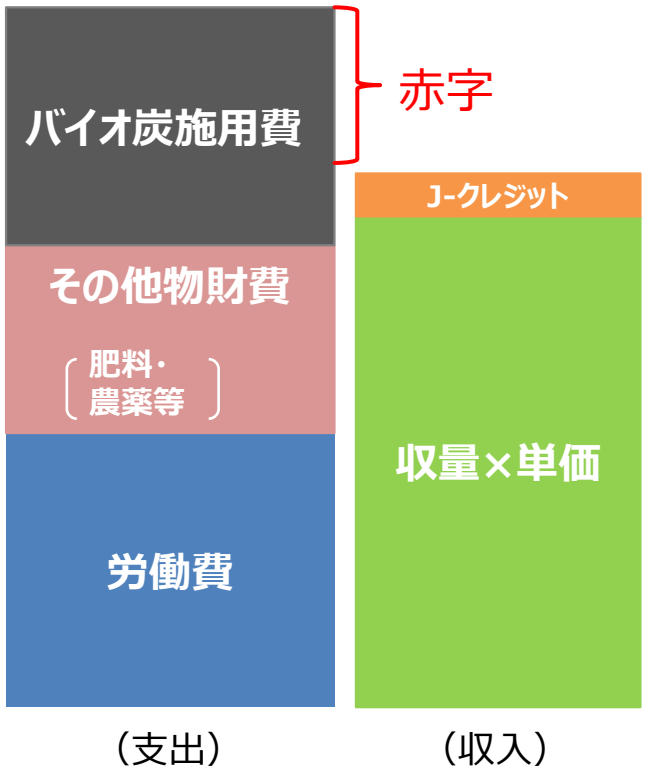 バイオ炭施用費
赤字
J-クレジット
その他物財費
肥料・
農薬等
収量×単価
労働費
（支出）
（収入）